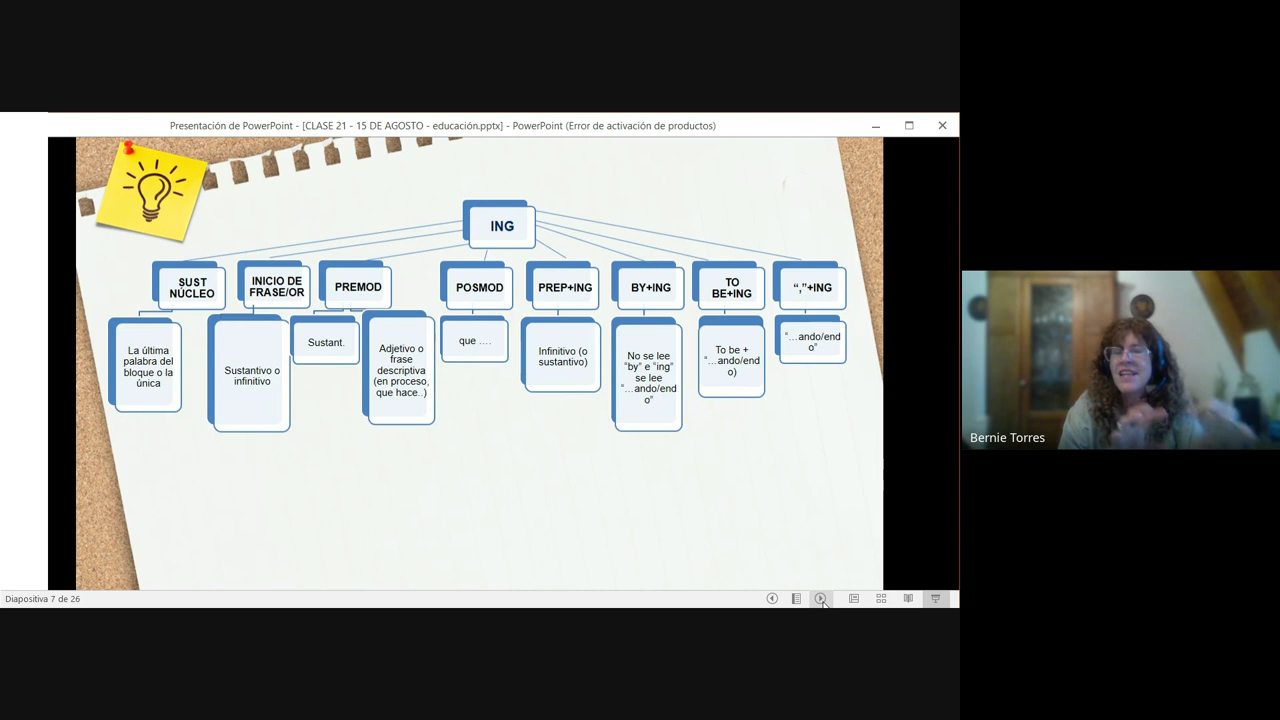 Presentación de PowerPoint - [CLASE 21 - 15 DE AGOSTO - educación.pptx] - PowerPoint (Error de activación de productos)
ING
SUST
NÚCLEO
INICIO DE
FRASE/OR
PREMOD
POSMOD
PREP+ING
BY+ING
TO
BE+ING
“,”+ING
La última
palabra del
bloque o la
única
Sustantivo o
infinitivo
Sustant.
Adjetivo o
frase
descriptiva
(en proceso,
que hace..)
que ....
Infinitivo (o
sustantivo)
No se lee
“by” e “ing”
se lee
“...ando/end
o”
To be +
“...ando/end
o)
“...ando/end
o”
Bernie Torres
Diapositiva 7 de 26